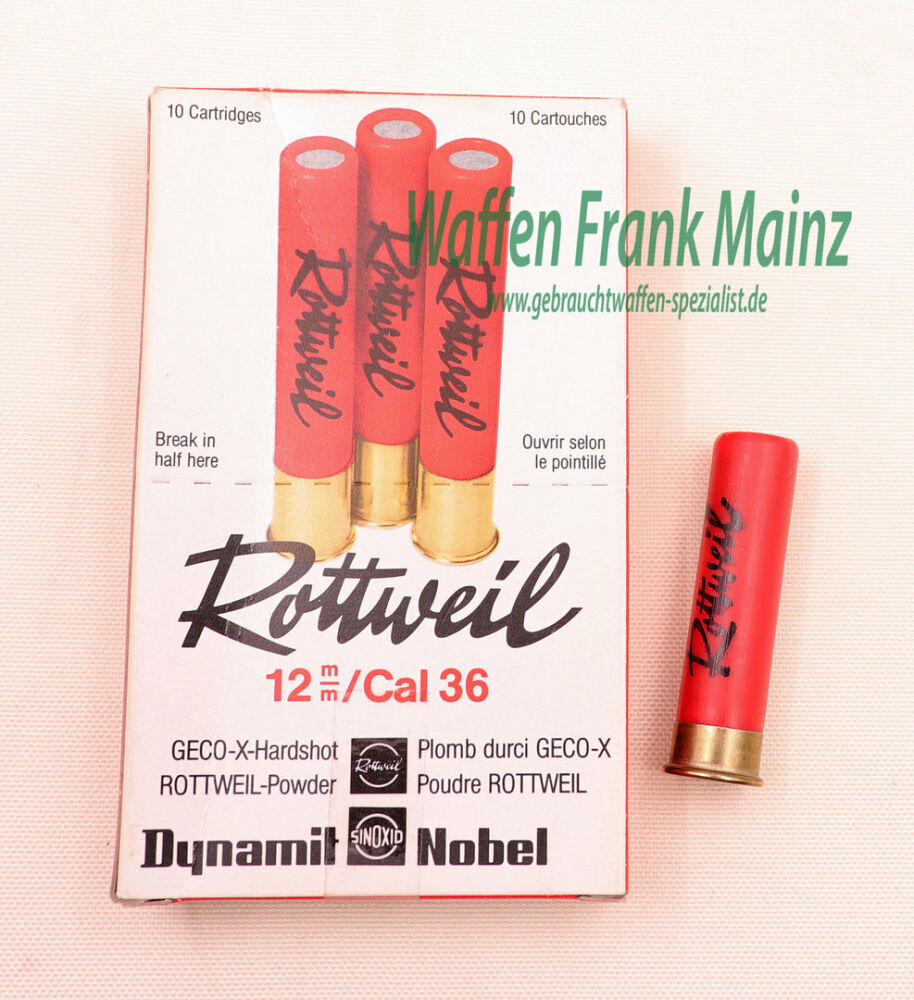 10 Cartridges
10 Cartouches
Waffen Frank Mainz
www.gebrauchtwaffen-spezialist.de
Rottweil
Rottweil
Rottweil
Break in
half here
Ouvrir selon
le pointillé
Rottweil
12 m/m/Cal 36
GECO-X-Hardshot
ROTTWEIL-Powder
Rottweil
Plomb durci GECO-X
Poudre ROTTWEIL
Dynamit
SINOXID
Nobel
Rottweil